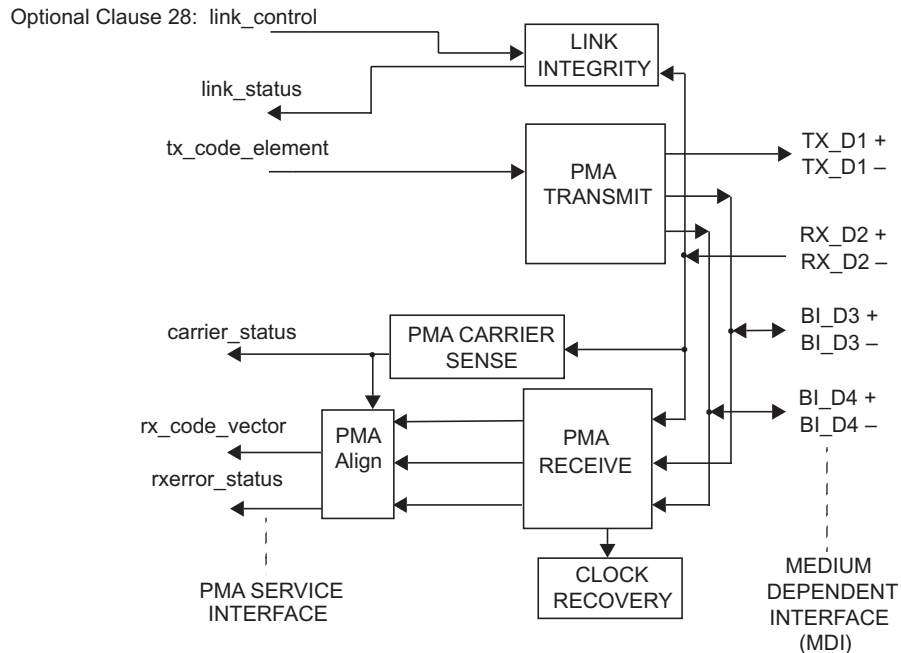 Optional Clause 28: link_control
LINK
INTEGRITY
link_status
tx_code_element
PMA
TRANSMIT
TX_D1 +
TX_D1 –
RX_D2 +
RX_D2 –
carrier_status
PMA CARRIER
SENSE
BI_D3 +
BI_D3 –
rx_code_vector
rxerror_status
PMA
Align
PMA
RECEIVE
BI_D4 +
BI_D4 –
PMA SERVICE
INTERFACE
CLOCK
RECOVERY
MEDIUM
DEPENDENT
INTERFACE
(MDI)